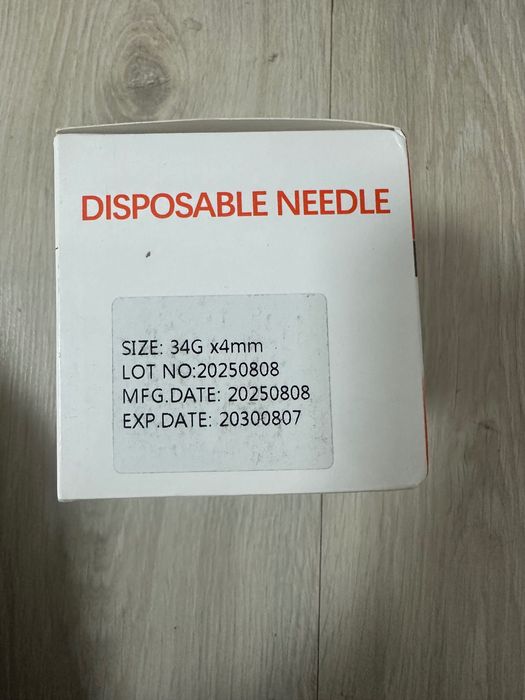 DISPOSABLE NEEDLE
SIZE: 34G x4mm
LOT NO:20250808
MFG.DATE: 20250808
EXP.DATE: 20300807